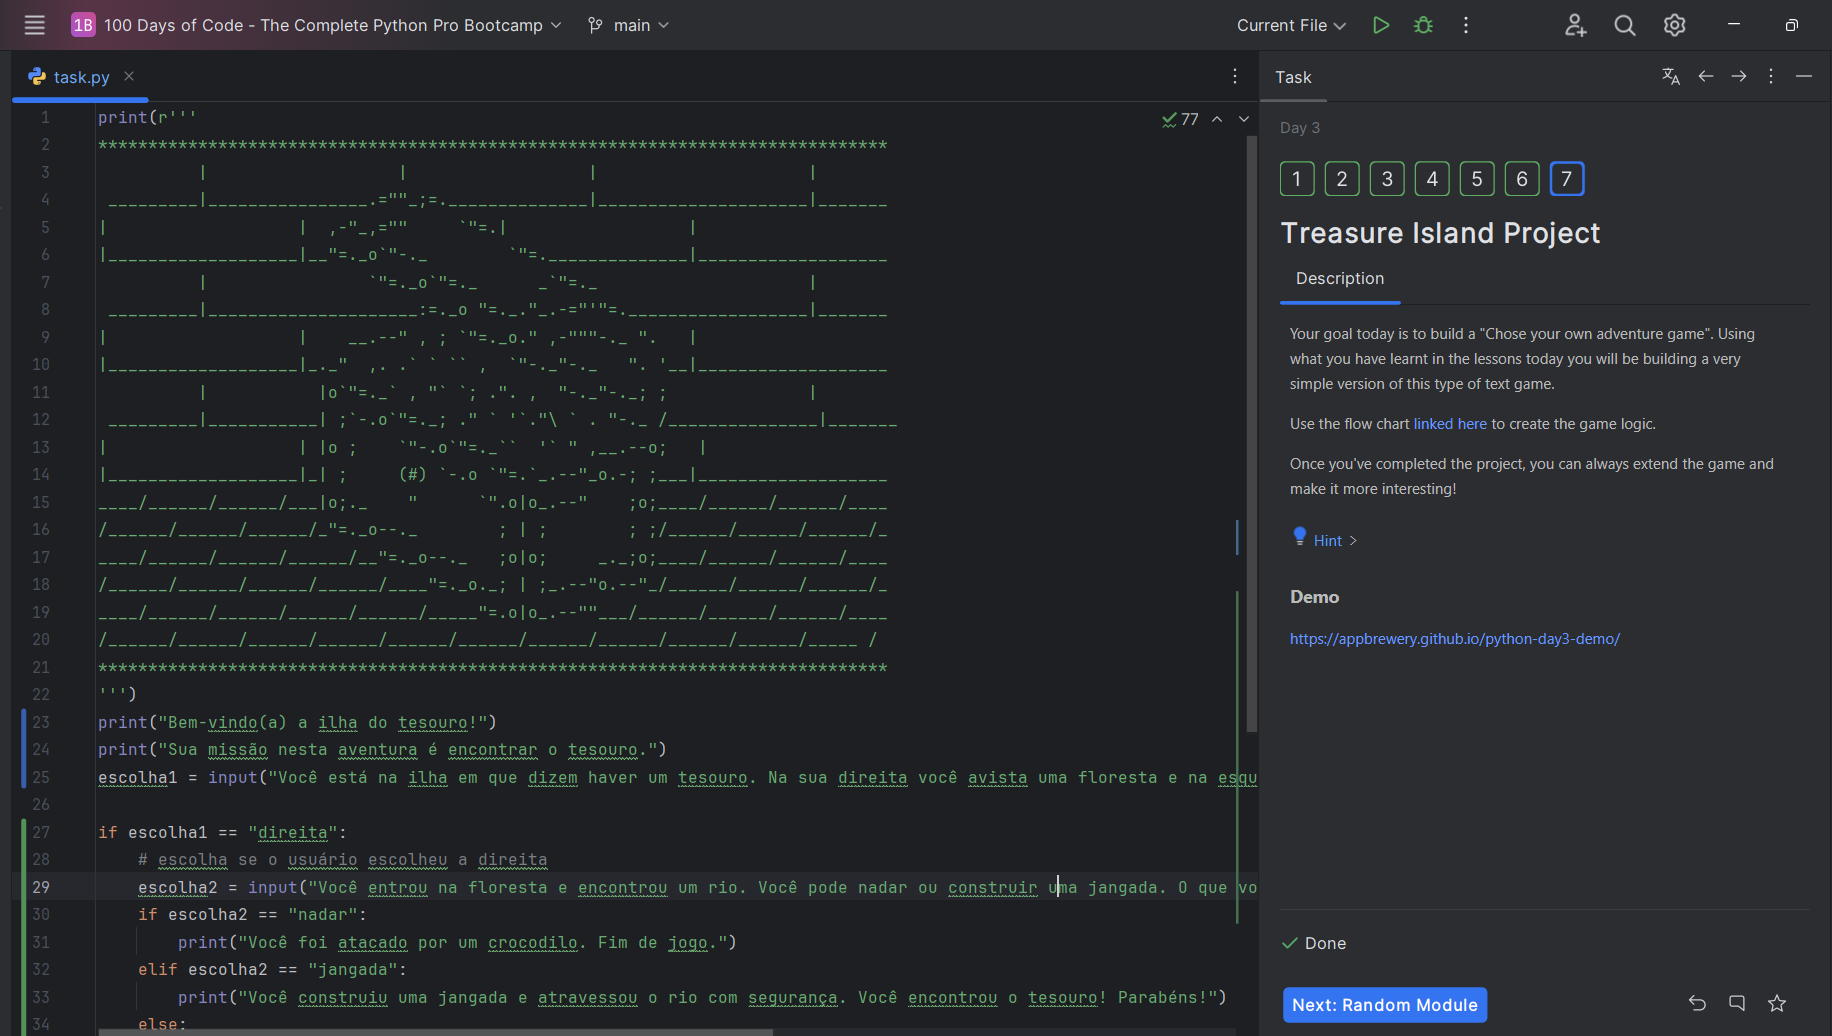 1B 100 Days of Code - The Complete Python Pro Bootcamp main Current File
task.py
Task
77
Day 3
1 2 3 4 5 6 7
Treasure Island Project
Description
Your goal today is to build a "Chose your own adventure game". Using
what you have learnt in the lessons today you will be building a very
simple version of this type of text game.
Use the flow chart linked here to create the game logic.
Once you've completed the project, you can always extend the game and
make it more interesting!
Hint >
Demo
https://appbrewery.github.io/python-day3-demo/
Done
Next: Random Module
1 print(r'''
2 *******************************************************************************
3          |                   |                  |                     |
4  _________|________________.=""_;=.______________|_____________________|_______
5 |                   |  ,-"_,=""     `"=.|                  |
6 |___________________|__"=._o`"-._        `"=.______________|___________________
7          |                `"=._o`"=._      _`"=._                     |
8  _________|_____________________:=._o "=._."_.-="'"=.__________________|_______
9 |                   |    __.--" , ; `"=._o." ,-"""-._ ".   |
10 |___________________|_._"  ,. .` ` `` ,  `"-._"-._   ". '__|___________________
11          |           |o`"=._` , "` `; .". ,  "-._"-._; ;              |
12  _________|___________| ;`-.o`"=._; ." ` '`."\ ` . "-._ /_______________|_______
13 |                   | |o ;    `"-.o`"=._``  '` " ,__.--o;   |
14 |___________________|_| ;     (#) `-.o `"=.`_.--"_o.-; ;___|___________________
15 ____/______/______/___|o;._    "      `".o|o_.--"    ;o;____/______/______/____
16 /______/______/______/_"=._o--._        ; | ;        ; ;/______/______/______/_
17 ____/______/______/______/__"=._o--._   ;o|o;     _._;o;____/______/______/____
18 /______/______/______/______/____"=._o._; | ;_.--"o.--"_/______/______/______/_
19 ____/______/______/______/______/_____"=.o|o_.--""___/______/______/______/____
20 /______/______/______/______/______/______/______/______/______/______/_____ /
21 *******************************************************************************
22 ''')
23 print("Bem-vindo(a) a ilha do tesouro!")
24 print("Sua missão nesta aventura é encontrar o tesouro.")
25 escolha1 = input("Você está na ilha em que dizem haver um tesouro. Na sua direita você avista uma floresta e na esqu
26
27 if escolha1 == "direita":
28     # escolha se o usuário escolheu a direita
29     escolha2 = input("Você entrou na floresta e encontrou um rio. Você pode nadar ou construir uma jangada. O que vo
30     if escolha2 == "nadar":
31         print("Você foi atacado por um crocodilo. Fim de jogo.")
32     elif escolha2 == "jangada":
33         print("Você construiu uma jangada e atravessou o rio com segurança. Você encontrou o tesouro! Parabéns!")
34     else: